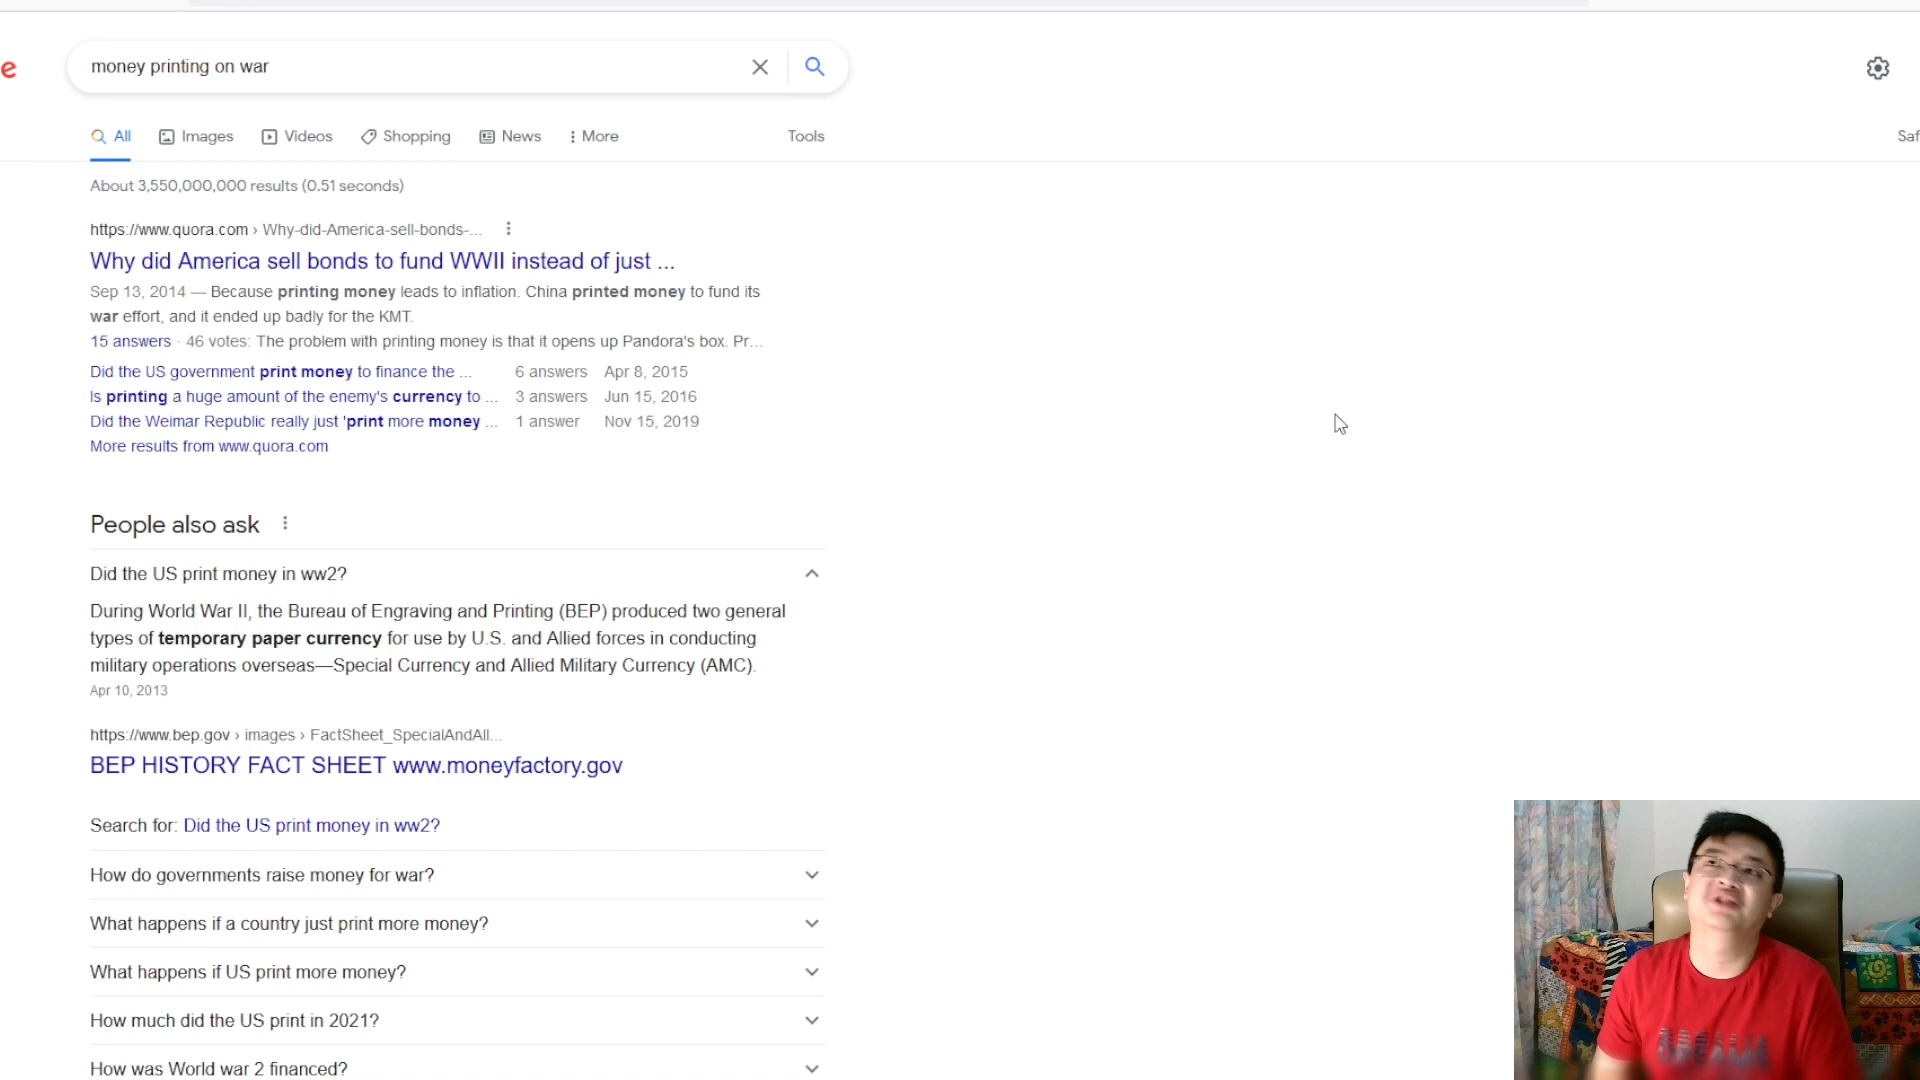 e
money printing on war
All Images Videos Shopping News More Tools
Saf
About 3,550,000,000 results (0.51 seconds)
https://www.quora.com › Why-did-America-sell-bonds-...
Why did America sell bonds to fund WWII instead of just ...
Sep 13, 2014 — Because printing money leads to inflation. China printed money to fund its
war effort, and it ended up badly for the KMT.
15 answers · 46 votes: The problem with printing money is that it opens up Pandora's box. Pr...
Did the US government print money to finance the ... 6 answers Apr 8, 2015
Is printing a huge amount of the enemy's currency to ... 3 answers Jun 15, 2016
Did the Weimar Republic really just 'print more money ... 1 answer Nov 15, 2019
More results from www.quora.com
People also ask
Did the US print money in ww2?
During World War II, the Bureau of Engraving and Printing (BEP) produced two general
types of temporary paper currency for use by U.S. and Allied forces in conducting
military operations overseas—Special Currency and Allied Military Currency (AMC).
Apr 10, 2013
https://www.bep.gov › images › FactSheet_SpecialAndAll...
BEP HISTORY FACT SHEET www.moneyfactory.gov
Search for: Did the US print money in ww2?
How do governments raise money for war?
What happens if a country just print more money?
What happens if US print more money?
How much did the US print in 2021?
How was World war 2 financed?